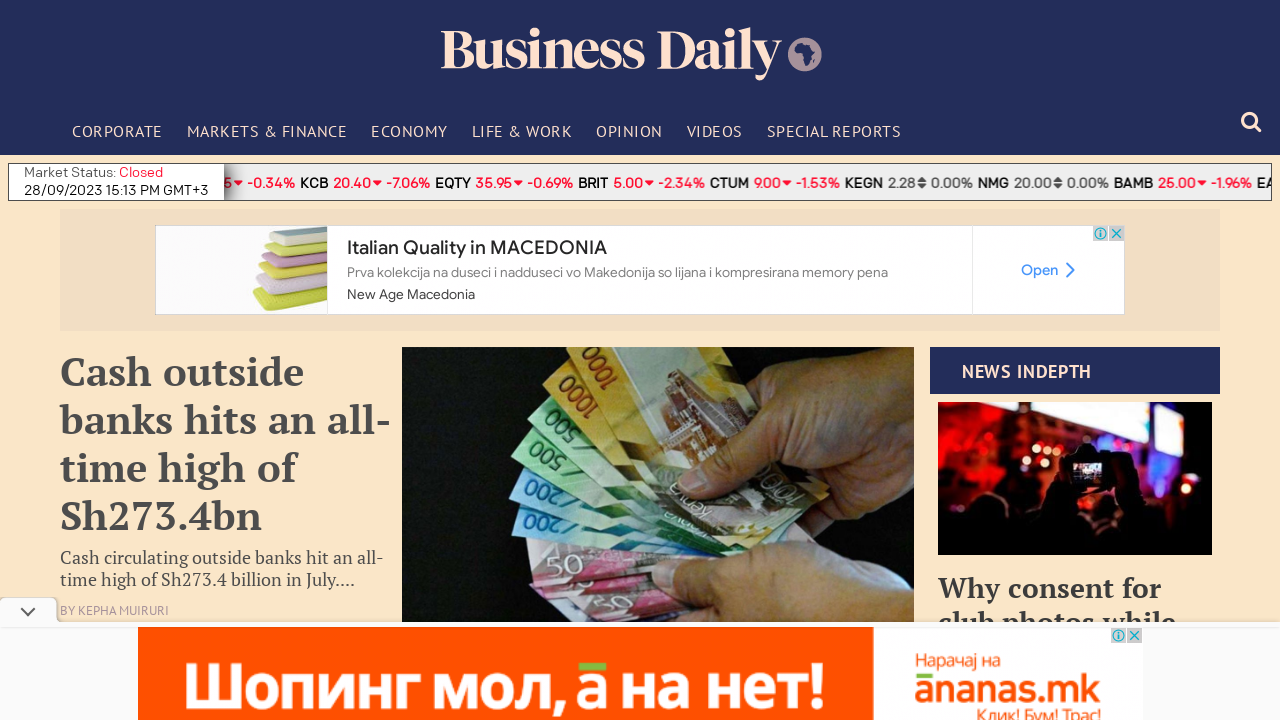 Business Daily
CORPORATE MARKETS & FINANCE ECONOMY LIFE & WORK OPINION VIDEOS SPECIAL REPORTS
Market Status: Closed
28/09/2023 15:13 PM GMT+3
-0.34% KCB 20.40 -7.06% EQTY 35.95 -0.69% BRIT 5.00 -2.34% CTUM 9.00 -1.53% KEGN 2.28 0.00% NMG 20.00 0.00% BAMB 25.00 -1.96%
Italian Quality in MACEDONIA
Prva kolekcija na duseci i nadduseci vo Makedonija so lijana i kompresirana memory pena
New Age Macedonia
Open
Cash outside
banks hits an all-
time high of
Sh273.4bn
Cash circulating outside banks hit an all-
time high of Sh273.4 billion in July....
BY KEPHA MUIRURI
1000
500
500
200
200
NEWS INDEPTH
Why consent for
club photos while
Шопинг мол, а на нет!
Нарачај на
ananas.mk
Клик! Бум! Трас!